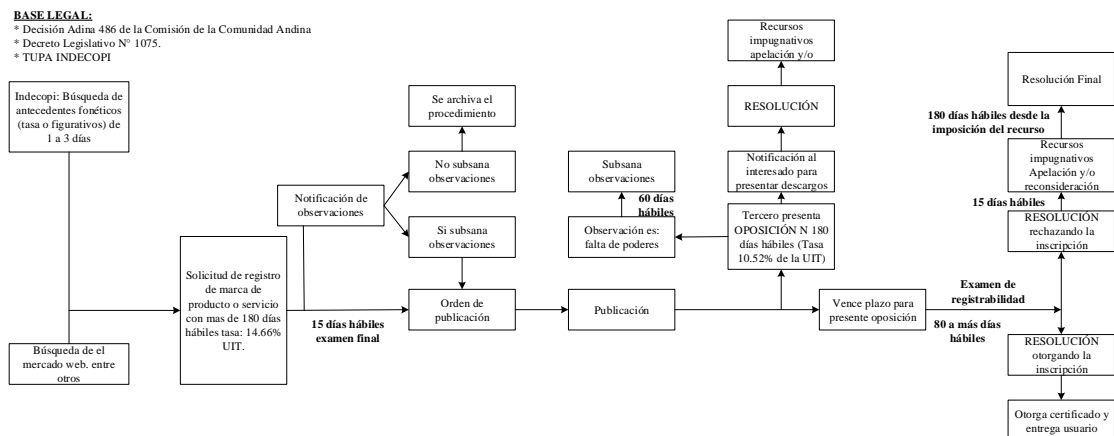 BASE LEGAL:
* Decisión Adina 486 de la Comisión de la Comunidad Andina
* Decreto Legislativo N° 1075.
* TUPA INDECOPI
Indecopi: Búsqueda de
antecedentes fonéticos
(tasa o figurativos) de
1 a 3 días
Búsqueda de el
mercado web. entre
otros
Solicitud de registro
de marca de
producto o servicio
con mas de 180 días
hábiles tasa: 14.66%
UIT.
Notificación de
observaciones
Se archiva el
procedimiento
No subsana
observaciones
Si subsana
observaciones
15 días hábiles
examen final
Orden de
publicación
Publicación
Subsana
observaciones
60 días
hábiles
Observación es:
falta de poderes
Recursos
impugnativos
apelación y/o
RESOLUCIÓN
Notificación al
interesado para
presentar descargos
Tercero presenta
OPOSICIÓN N 180
días hábiles (Tasa
10.52% de la UIT)
Vence plazo para
presente oposición
Examen de
registrabilidad
80 a más días
hábiles
Resolución Final
180 días hábiles desde la
imposición del recurso
Recursos
impugnativos
Apelación y/o
reconsideración
15 días hábiles
RESOLUCIÓN
rechazando la
inscripción
RESOLUCIÓN
otorgando la
inscripción
Otorga certificado y
entrega usuario